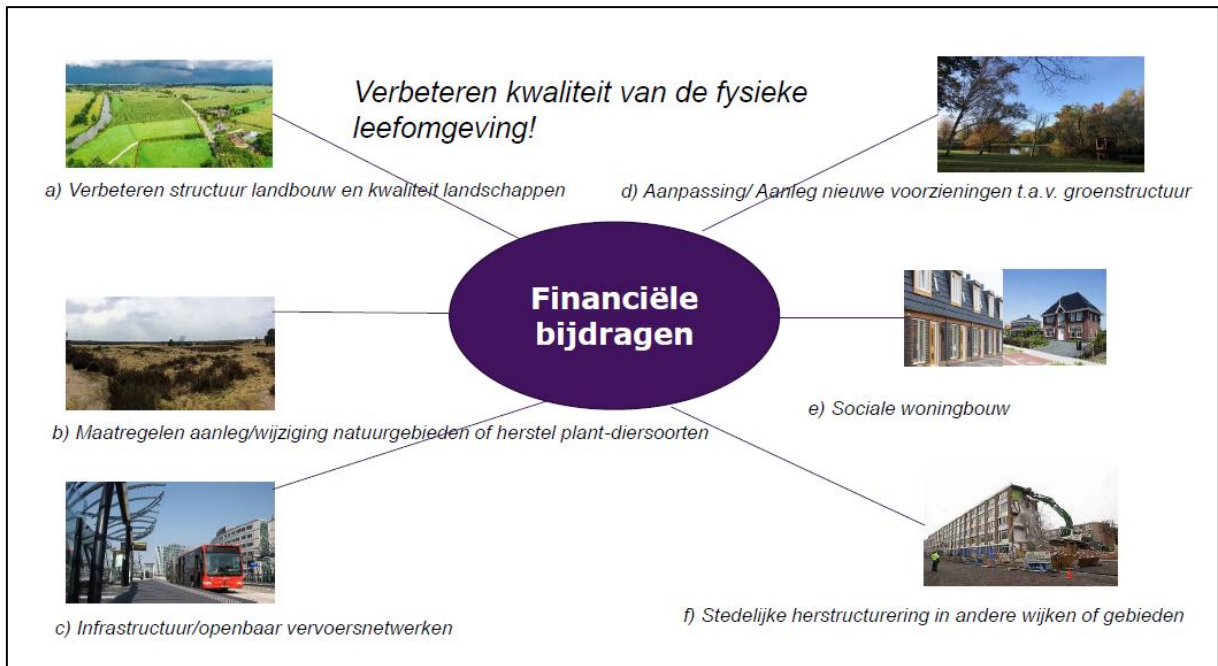 Verbeteren kwaliteit van de fysieke
leefomgeving!
a) Verbeteren structuur landbouw en kwaliteit landschappen
d) Aanpassing/ Aanleg nieuwe voorzieningen t.a.v. groenstructuur
Financiële
bijdragen
b) Maatregelen aanleg/wijziging natuurgebieden of herstel plant-diersoorten
e) Sociale woningbouw
c) Infrastructuur/openbaar vervoersnetwerken
f) Stedelijke herstructurering in andere wijken of gebieden